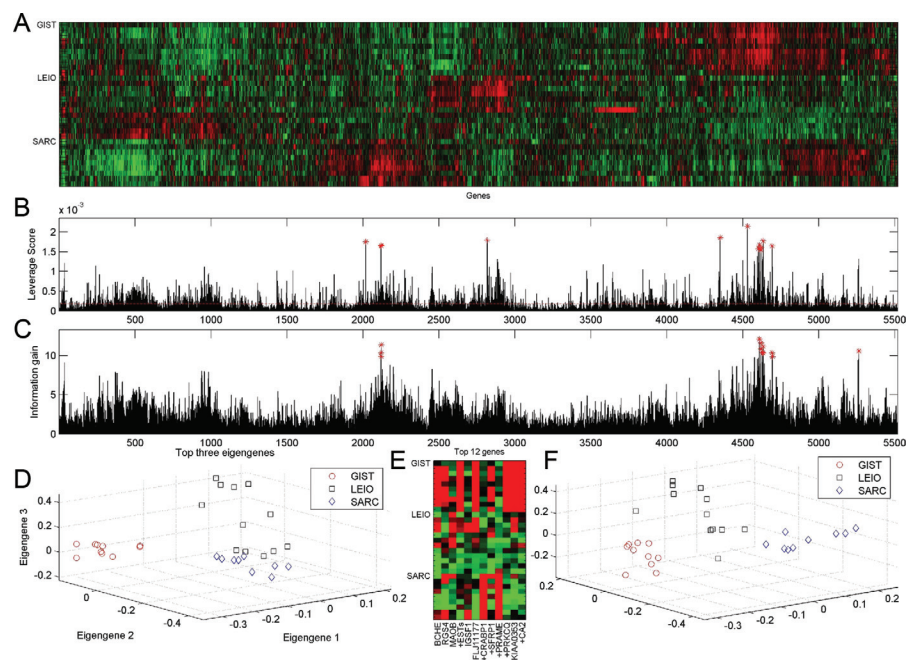 A
GIST
LEIO
SARC
Genes
B
x 10⁻³
Leverage Score
2
1.5
1
0.5
0
500 1000 1500 2000 2500 3000 3500 4000 4500 5000 5500
C
Information gain
10
5
0
500 1000 1500 2000 2500 3000 3500 4000 4500 5000 5500
Top three eigengenes
D
GIST
LEIO
SARC
Eigengene 3
0.4
0.2
0
-0.2
0
-0.2
-0.4
Eigengene 2
-0.4
-0.3
-0.2
-0.1
0
0.1
0.2
Eigengene 1
E
Top 12 genes
GIST
LEIO
SARC
BCHE
RGS4
MAOB
+ESTs
IGSF1
FLJ11177
+CRABP1
+SFRP1
+PRAME
+PRKCQ
KIAA0353
+CA2
F
GIST
LEIO
SARC
0.4
0.2
0
-0.2
0.2
0
-0.2
-0.4
-0.3
-0.2
-0.1
0
0.1
0.2